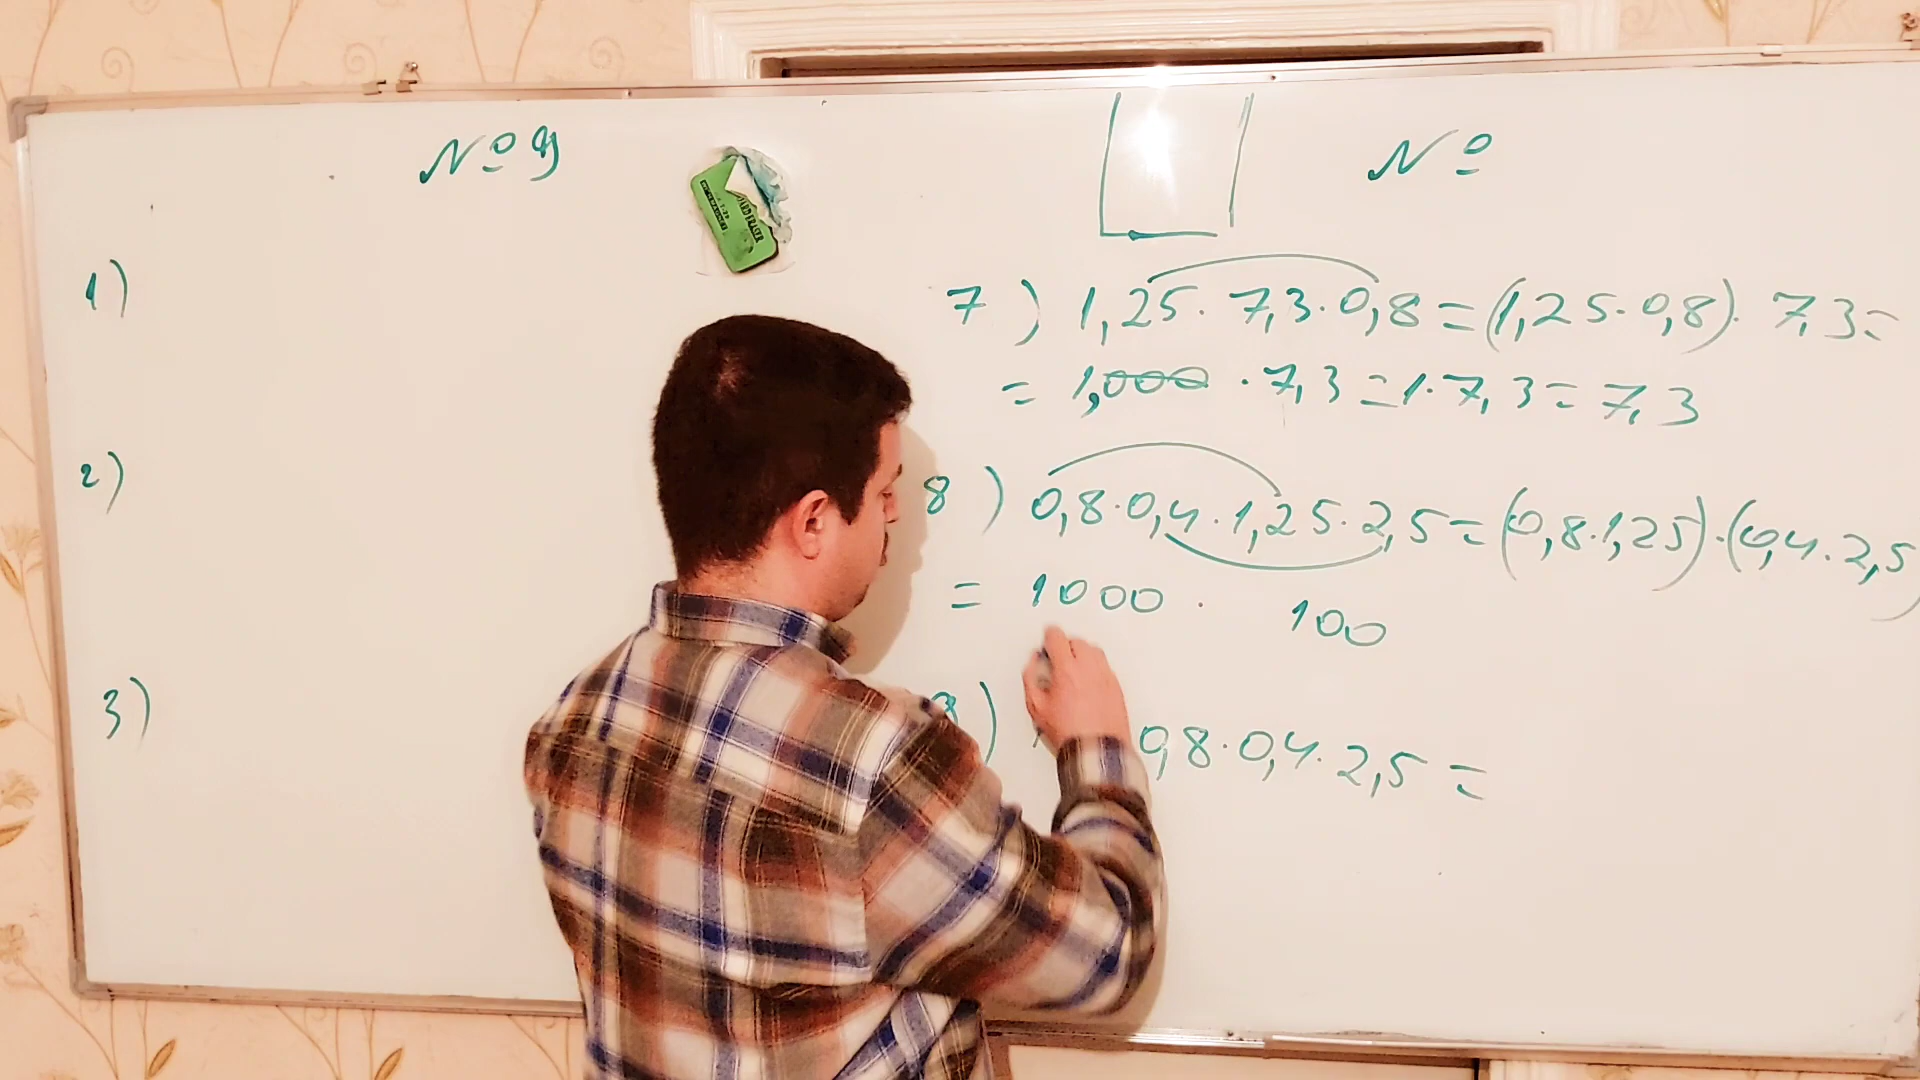 № 9
№
1)
2)
3)
7) 1,25 · 7,3 · 0,8 = (1,25 · 0,8) · 7,3 =
= 1,000 · 7,3 = 1 · 7,3 = 7,3
8) 0,8 · 0,4 · 1,25 · 2,5 = (0,8 · 1,25) · (0,4 · 2,5)
= 1000 · 100
9) 8 · 0,4 · 2,5 =